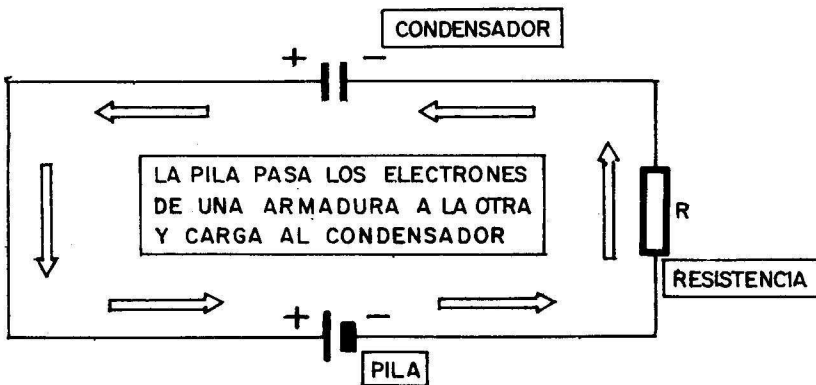 CONDENSADOR
+ −
LA PILA PASA LOS ELECTRONES
DE UNA ARMADURA A LA OTRA
Y CARGA AL CONDENSADOR
R
RESISTENCIA
+ −
PILA